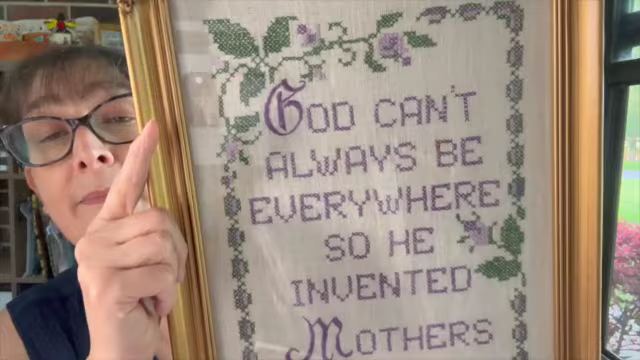 GOD CAN'T
ALWAYS BE
EVERYWHERE
SO HE
INVENTED
MOTHERS